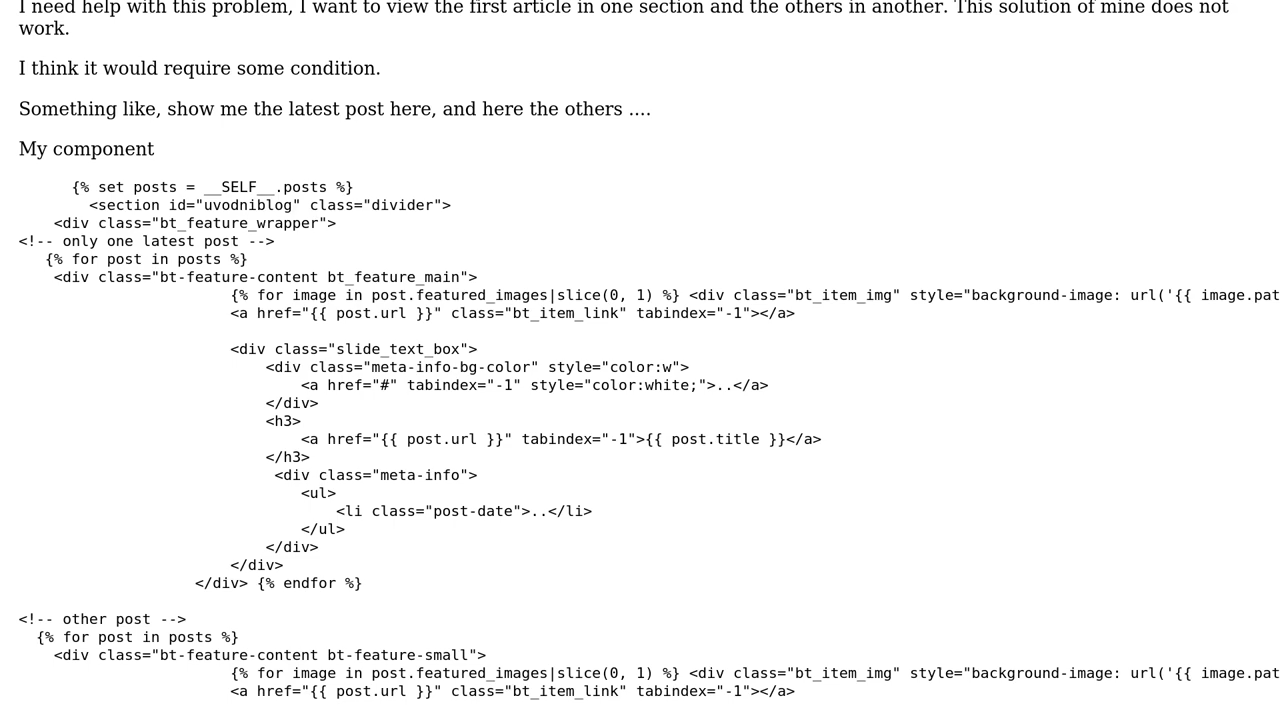 I need help with this problem, I want to view the first article in one section and the others in another. This solution of mine does not
work.
I think it would require some condition.
Something like, show me the latest post here, and here the others ....
My component
{% set posts = __SELF__.posts %}
<section id="uvodniblog" class="divider">
<div class="bt_feature_wrapper">
<!-- only one latest post -->
{% for post in posts %}
<div class="bt-feature-content bt_feature_main">
{% for image in post.featured_images|slice(0, 1) %} <div class="bt_item_img" style="background-image: url('{{ image.pat
<a href="{{ post.url }}" class="bt_item_link" tabindex="-1"></a>
<div class="slide_text_box">
<div class="meta-info-bg-color" style="color:w">
<a href="#" tabindex="-1" style="color:white;">..</a>
</div>
<h3>
<a href="{{ post.url }}" tabindex="-1">{{ post.title }}</a>
</h3>
<div class="meta-info">
<ul>
<li class="post-date">..</li>
</ul>
</div>
</div>
</div> {% endfor %}
<!-- other post -->
{% for post in posts %}
<div class="bt-feature-content bt-feature-small">
{% for image in post.featured_images|slice(0, 1) %} <div class="bt_item_img" style="background-image: url('{{ image.pat
<a href="{{ post.url }}" class="bt_item_link" tabindex="-1"></a>